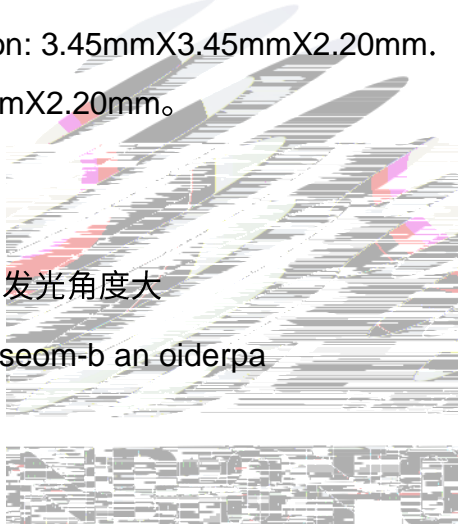 on: 3.45mmX3.45mmX2.20mm.
mX2.20mm。
发光角度大
seom-b an oiderpa